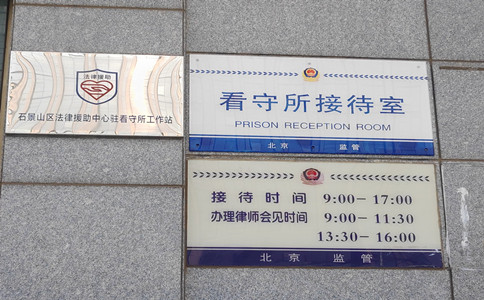 法律援助
石景山区法律援助中心驻看守所工作站
看守所接待室
PRISON RECEPTION ROOM
北京 监管
接待时间 9:00-17:00
办理律师会见时间 9:00-11:30
13:30-16:00
北京 监管